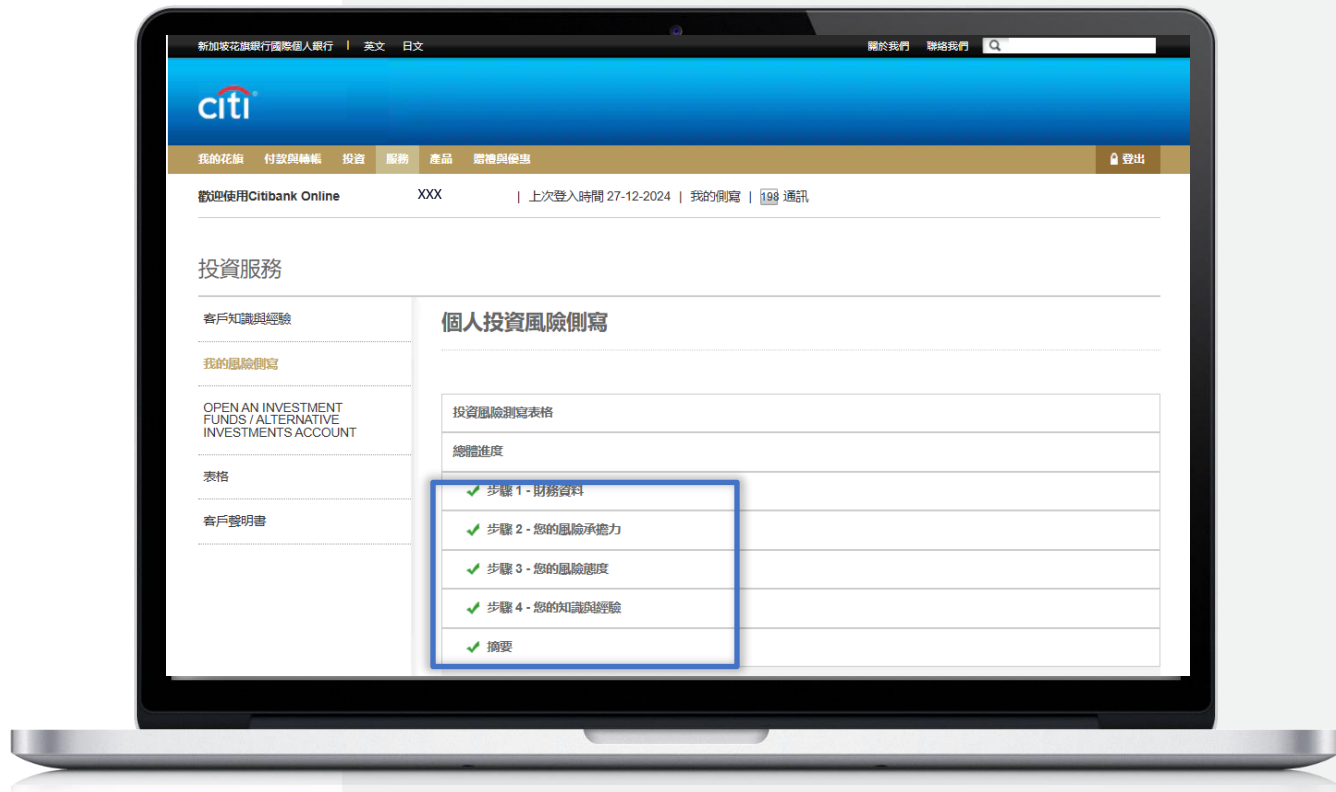 新加坡花旗銀行國際個人銀行 | 英文 日文 關於我們 聯絡我們
citi
我的花旗 付款與轉帳 投資 服務 產品 禮禮與優惠 登出
歡迎使用Citibank Online XXX | 上次登入時間 27-12-2024 | 我的側寫 | 198 通訊
投資服務
客戶知識與經驗
我的風險側寫
OPEN AN INVESTMENT
FUNDS / ALTERNATIVE
INVESTMENTS ACCOUNT
表格
客戶聲明書
個人投資風險側寫
投資風險測寫表格
總體進度
步驟 1 - 財務資料
步驟 2 - 您的風險承擔力
步驟 3 - 您的風險態度
步驟 4 - 您的知識與經驗
摘要